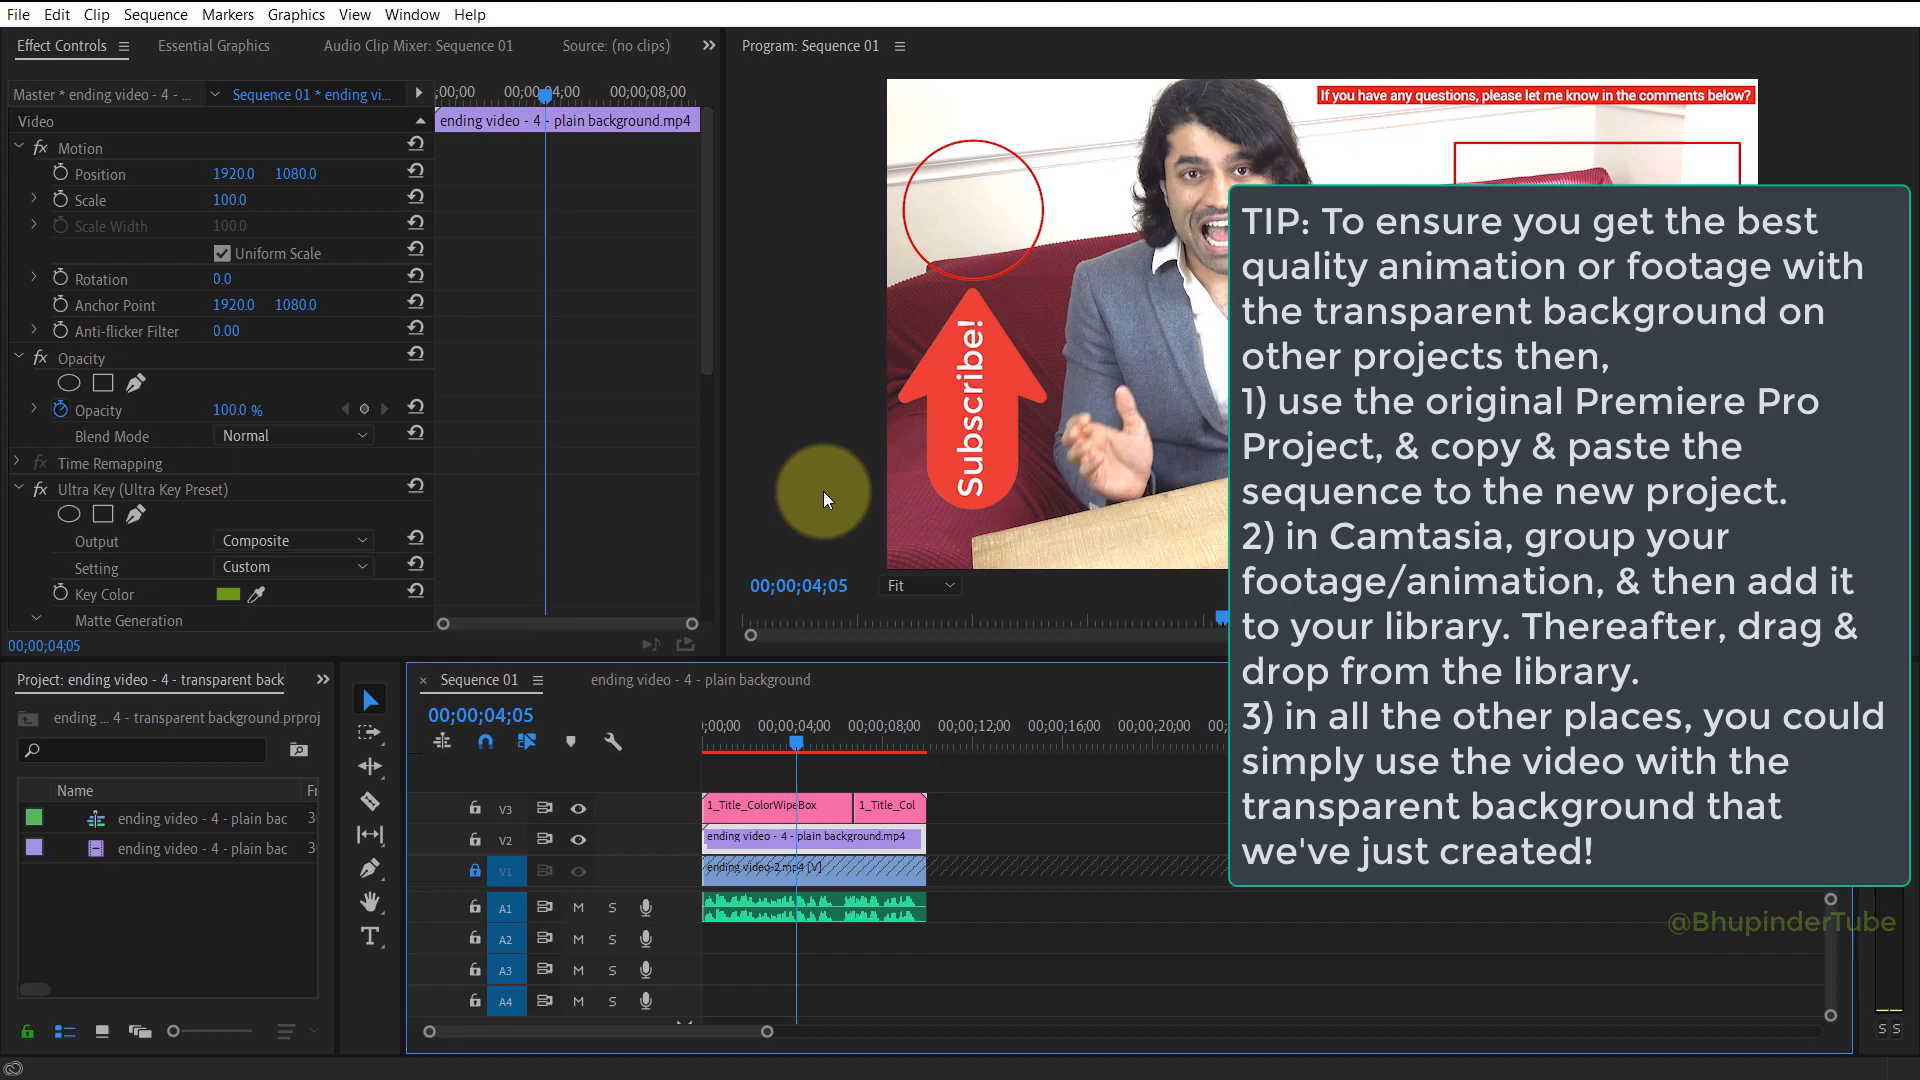 File Edit Clip Sequence Markers Graphics View Window Help
Effect Controls Essential Graphics Audio Clip Mixer: Sequence 01 Source: (no clips)
Program: Sequence 01
Master * ending video - 4 - ... Sequence 01 * ending vi...
;00;00 00;00;04;00 00;00;08;00
Video
ending video - 4 - plain background.mp4
Motion
Position 1920.0 1080.0
Scale 100.0
Scale Width 100.0
Uniform Scale
Rotation 0.0
Anchor Point 1920.0 1080.0
Anti-flicker Filter 0.00
Opacity
Opacity 100.0 %
Blend Mode Normal
Time Remapping
Ultra Key (Ultra Key Preset)
Output Composite
Setting Custom
Key Color
Matte Generation
00;00;04;05
If you have any questions, please let me know in the comments below?
Subscribe!
00;00;04;05 Fit
TIP: To ensure you get the best
quality animation or footage with
the transparent background on
other projects then,
1) use the original Premiere Pro
Project, & copy & paste the
sequence to the new project.
2) in Camtasia, group your
footage/animation, & then add it
to your library. Thereafter, drag &
drop from the library.
3) in all the other places, you could
simply use the video with the
transparent background that
we've just created!
@BhupinderTube
Project: ending video - 4 - transparent back
ending ... 4 - transparent background.prproj
Name Fr
ending video - 4 - plain bac 3
ending video - 4 - plain bac 3
Sequence 01 ending video - 4 - plain background
00;00;04;05
;00;00 00;00;04;00 00;00;08;00 00;00;12;00 00;00;16;00 00;00;20;00
V3 1_Title_ColorWipeBox 1_Title_Col
V2 ending video - 4 - plain background.mp4
V1 ending video-2.mp4 [V]
A1 M S
A2 M S
A3 M S
A4 M S
S S